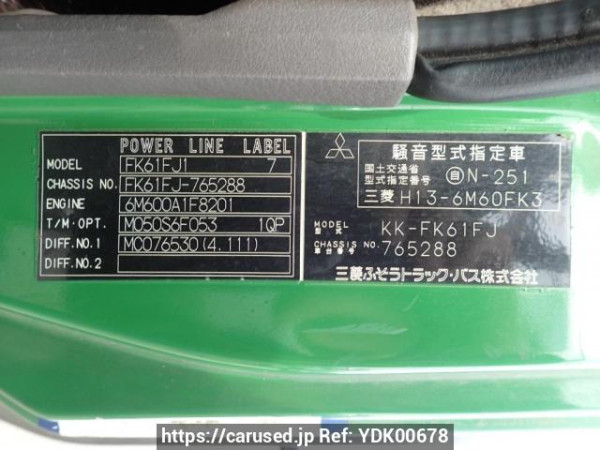 POWER LINE LABEL
MODEL FK61FJ1 7
CHASSIS NO. FK61FJ-765288
ENGINE 6M600A1F8201
T/M·OPT. M050S6F053 1QP
DIFF.NO.1 MC076530(4.111)
DIFF.NO.2
騒音型式指定車
国土交通省
型式指定番号 自N-251
三菱 H13-6M60FK3
MODEL
型式 KK-FK61FJ
CHASSIS NO.
車台番号 765288
三菱ふそうトラック・バス株式会社
https://carused.jp Ref: YDK00678